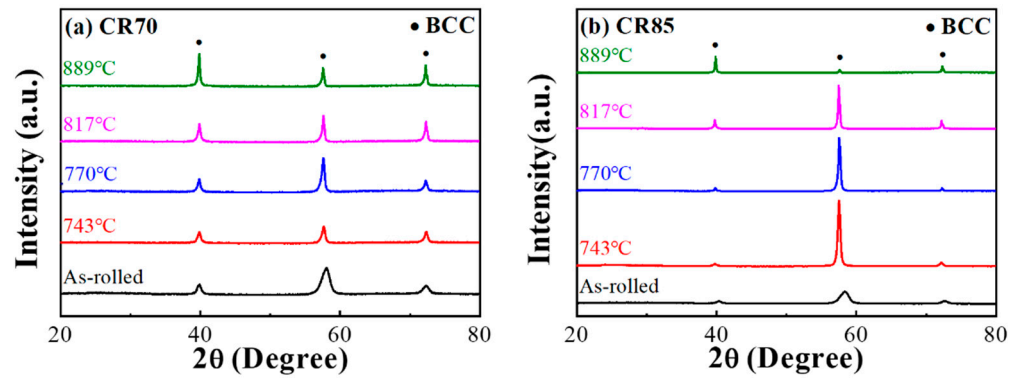 (a) CR70
• BCC
889℃
817℃
770℃
743℃
As-rolled
Intensity (a.u.)
20
40
60
80
2θ (Degree)
(b) CR85
• BCC
889℃
817℃
770℃
743℃
As-rolled
Intensity(a.u.)
20
40
60
80
2θ (Degree)